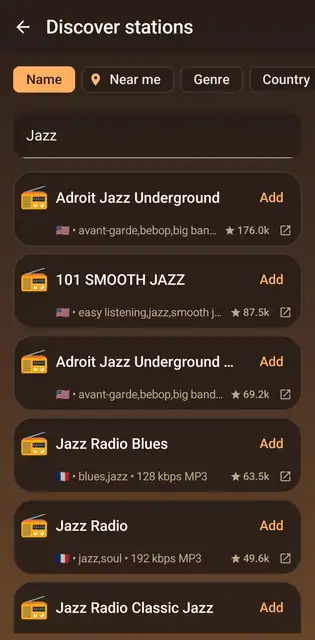 Discover stations
Name Near me Genre Country
Jazz
Adroit Jazz Underground Add
• avant-garde,bebop,big ban... ★ 176.0k
101 SMOOTH JAZZ Add
• easy listening,jazz,smooth j... ★ 87.5k
Adroit Jazz Underground ... Add
• avant-garde,bebop,big band... ★ 69.2k
Jazz Radio Blues Add
• blues,jazz • 128 kbps MP3 ★ 63.5k
Jazz Radio Add
• jazz,soul • 192 kbps MP3 ★ 49.6k
Jazz Radio Classic Jazz Add